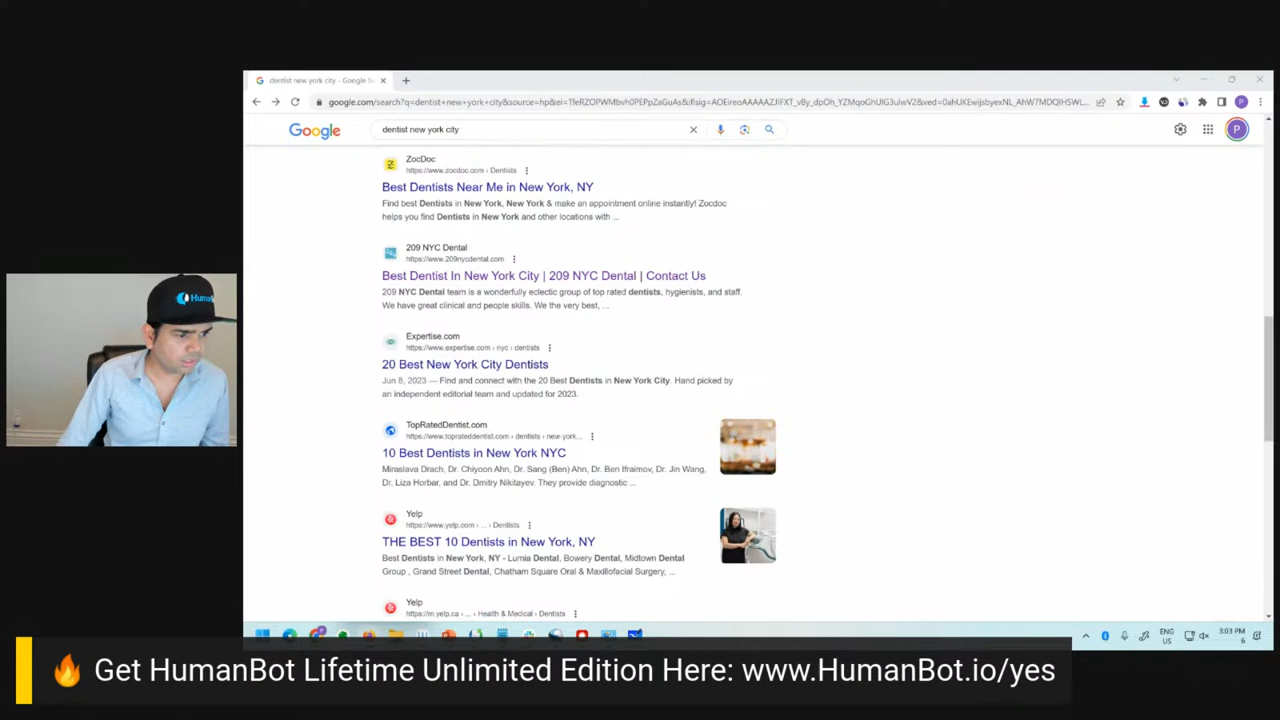 dentist new york city - Google Se
google.com/search?q=dentist+new+york+city&source=hp&ei=
Google
dentist new york city
P
ZocDoc
https://www.zocdoc.com › Dentists
Best Dentists Near Me in New York, NY
Find best Dentists in New York, New York & make an appointment online instantly! Zocdoc
helps you find Dentists in New York and other locations with ...
209 NYC Dental
https://www.209nycdental.com
Best Dentist In New York City | 209 NYC Dental | Contact Us
209 NYC Dental team is a wonderfully eclectic group of top rated dentists, hygienists, and staff.
We have great clinical and people skills. We the very best, ...
Expertise.com
https://www.expertise.com › nyc › dentists
20 Best New York City Dentists
Jun 8, 2023 — Find and connect with the 20 Best Dentists in New York City. Hand picked by
an independent editorial team and updated for 2023.
TopRatedDentist.com
https://www.toprateddentist.com › dentists › new-york...
10 Best Dentists in New York NYC
Miraslava Drach, Dr. Chiyoon Ahn, Dr. Sang (Ben) Ahn, Dr. Ben Ifraimov, Dr. Jin Wang,
Dr. Liza Horbar, and Dr. Dmitry Nikitayev. They provide diagnostic ...
Yelp
https://www.yelp.com › ... › Dentists
THE BEST 10 Dentists in New York, NY
Best Dentists in New York, NY - Lumia Dental, Bowery Dental, Midtown Dental
Group , Grand Street Dental, Chatham Square Oral & Maxillofacial Surgery, ...
Yelp
https://m.yelp.ca › ... › Health & Medical › Dentists
ENG
US
3:03 PM
🔥 Get HumanBot Lifetime Unlimited Edition Here: www.HumanBot.io/yes